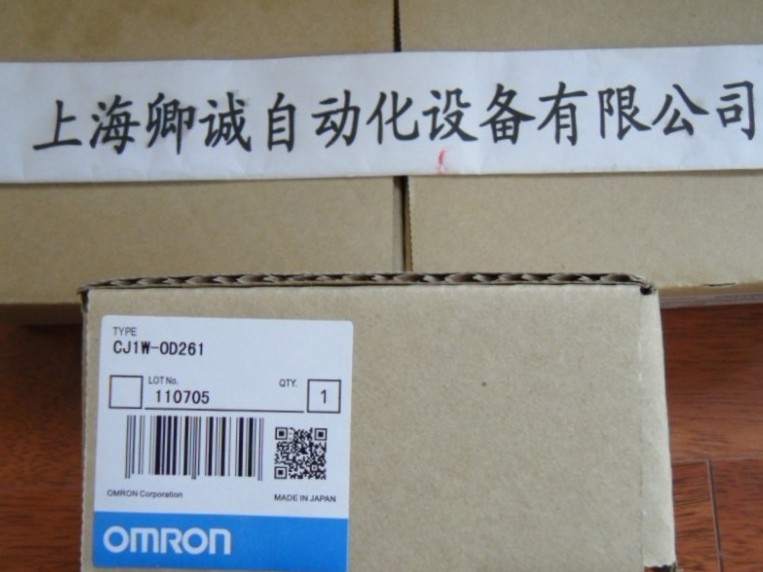 上海卿诚自动化设备有限公司
TYPE
CJ1W-OD261
LOT No.
QTY.
110705
1
OMRON Corporation
MADE IN JAPAN
OMRON